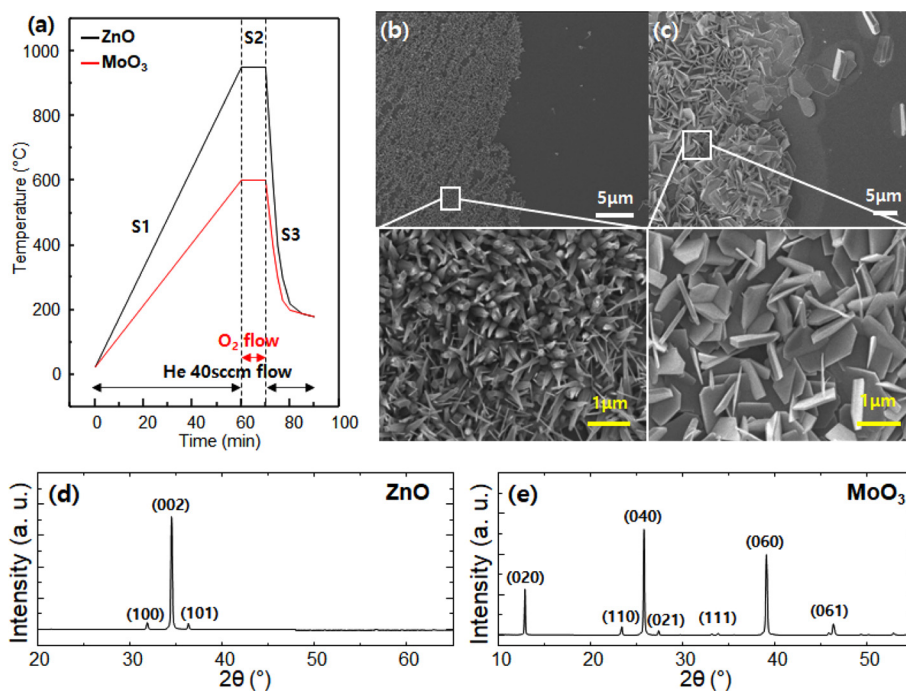 (a)
ZnO
MoO₃
S2
S1
S3
O₂ flow
He 40sccm flow
1000
800
600
400
200
0
Temperature (°C)
0 20 40 60 80 100
Time (min)
(b)
5μm
1μm
(c)
5μm
1μm
(d) ZnO
(002)
(100) (101)
Intensity (a. u.)
20 30 40 50 60
2θ (°)
(e) MoO₃
(040)
(060)
(020)
(110) (021) (111) (061)
Intensity (a. u.)
10 20 30 40 50
2θ (°)